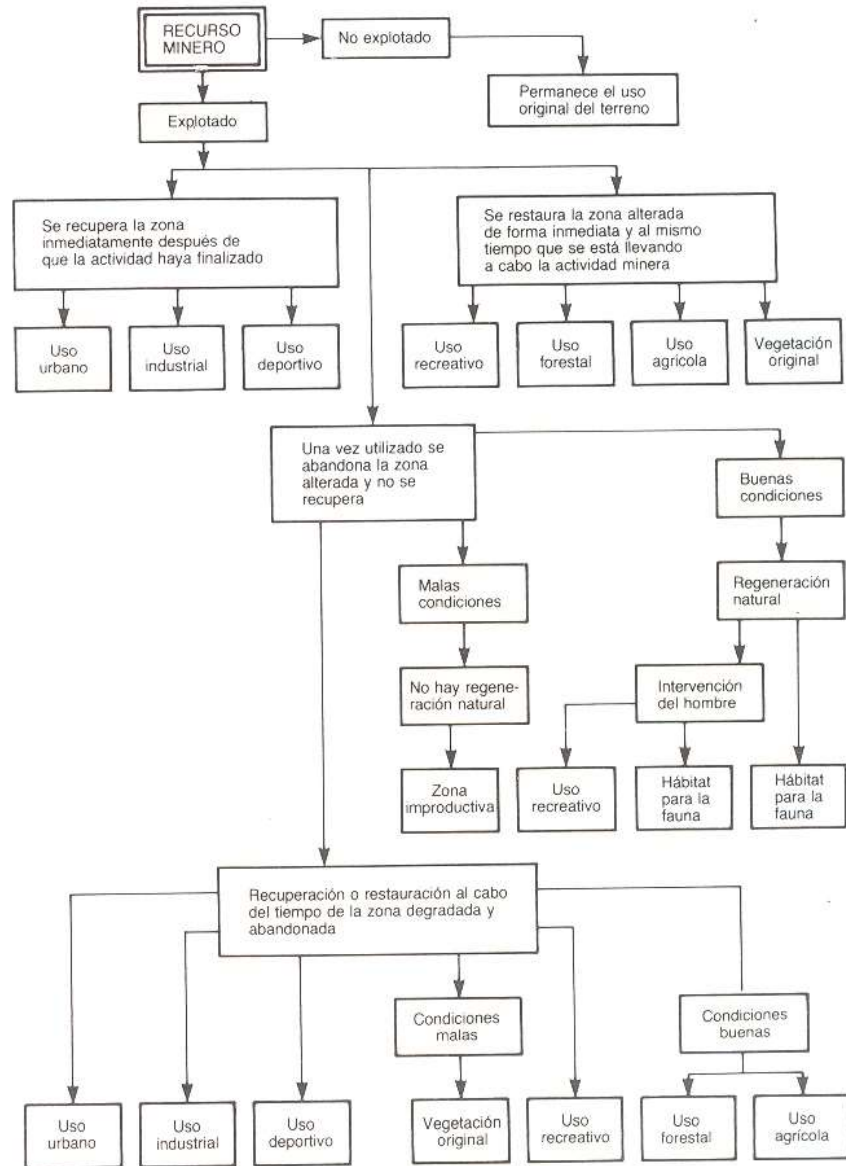 RECURSO
MINERO
No explotado
Permanece el uso
original del terreno
Explotado
Se recupera la zona
inmediatamente después de
que la actividad haya finalizado
Se restaura la zona alterada
de forma inmediata y al mismo
tiempo que se está llevando
a cabo la actividad minera
Uso
urbano
Uso
industrial
Uso
deportivo
Uso
recreativo
Uso
forestal
Uso
agrícola
Vegetación
original
Una vez utilizado se
abandona la zona
alterada y no se
recupera
Buenas
condiciones
Malas
condiciones
Regeneración
natural
No hay regene-
ración natural
Intervención
del hombre
Zona
improductiva
Uso
recreativo
Hábitat
para la
fauna
Hábitat
para la
fauna
Recuperación o restauración al cabo
del tiempo de la zona degradada y
abandonada
Condiciones
malas
Condiciones
buenas
Uso
urbano
Uso
industrial
Uso
deportivo
Vegetación
original
Uso
recreativo
Uso
forestal
Uso
agrícola